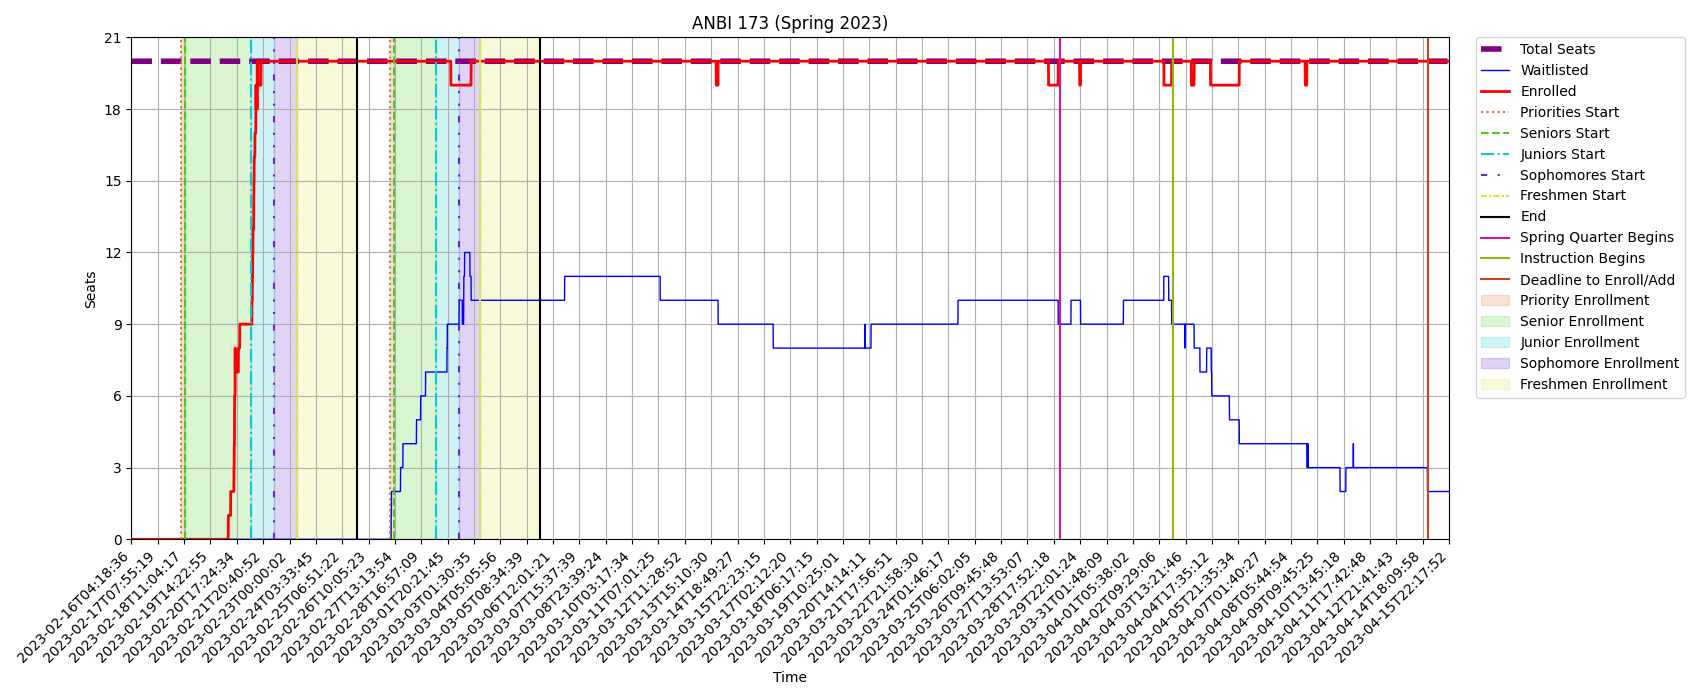 ANBI 173 (Spring 2023)
Seats
21
18
15
12
9
6
3
0
2023-02-16T04:18:36
2023-02-17T07:55:19
2023-02-18T11:04:17
2023-02-19T14:22:55
2023-02-20T17:24:34
2023-02-21T20:40:52
2023-02-23T00:00:02
2023-02-24T03:33:45
2023-02-25T06:51:22
2023-02-26T10:05:23
2023-02-27T13:13:54
2023-02-28T16:57:09
2023-03-01T20:21:45
2023-03-03T01:30:35
2023-03-04T05:05:56
2023-03-05T08:34:39
2023-03-06T12:01:21
2023-03-07T15:37:39
2023-03-08T23:39:24
2023-03-10T03:17:34
2023-03-11T07:01:25
2023-03-12T11:28:52
2023-03-13T15:10:30
2023-03-14T18:49:27
2023-03-15T22:23:15
2023-03-17T02:12:20
2023-03-18T06:17:15
2023-03-19T10:25:01
2023-03-20T14:14:11
2023-03-21T17:56:51
2023-03-22T21:58:30
2023-03-24T01:46:17
2023-03-25T06:02:05
2023-03-26T09:45:48
2023-03-27T13:53:07
2023-03-28T17:52:18
2023-03-29T22:01:24
2023-03-31T01:48:09
2023-04-01T05:38:02
2023-04-02T09:29:06
2023-04-03T13:21:46
2023-04-04T17:35:12
2023-04-05T21:35:34
2023-04-07T01:40:27
2023-04-08T05:44:54
2023-04-09T09:45:25
2023-04-10T13:45:18
2023-04-11T17:42:48
2023-04-12T21:41:43
2023-04-14T18:09:58
2023-04-15T22:17:52
Time
Total Seats
Waitlisted
Enrolled
Priorities Start
Seniors Start
Juniors Start
Sophomores Start
Freshmen Start
End
Spring Quarter Begins
Instruction Begins
Deadline to Enroll/Add
Priority Enrollment
Senior Enrollment
Junior Enrollment
Sophomore Enrollment
Freshmen Enrollment